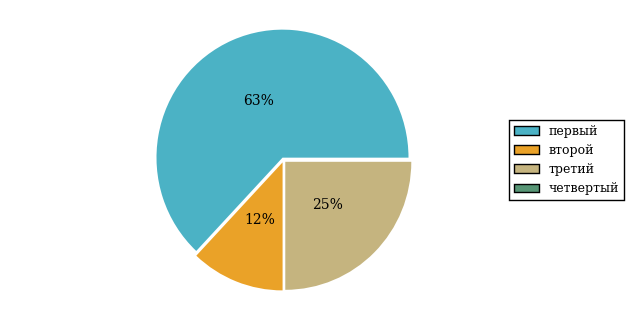 63%
12%
25%
первый
второй
третий
четвертый